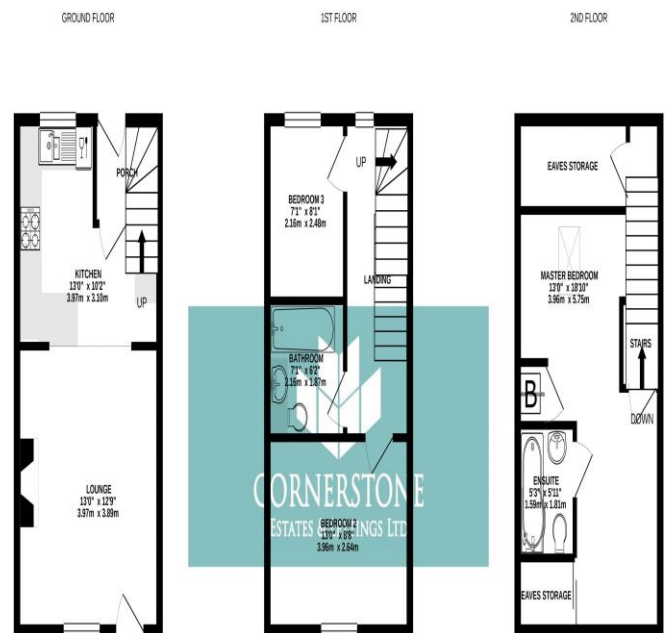 GROUND FLOOR
1ST FLOOR
2ND FLOOR
PORCH
KITCHEN
13'0" x 10'2"
3.97m x 3.10m
UP
LOUNGE
13'0" x 12'9"
3.97m x 3.89m
UP
BEDROOM 3
7'1" x 8'1"
2.16m x 2.48m
LANDING
BATHROOM
7'1" x 6'2"
2.16m x 1.87m
CORNERSTONE
ESTATES & LETTINGS LTD
BEDROOM 2
13'0" x 8'8"
3.96m x 2.64m
EAVES STORAGE
MASTER BEDROOM
13'0" x 18'10"
3.96m x 5.75m
STAIRS
B
DOWN
ENSUITE
5'3" x 5'11"
1.59m x 1.81m
EAVES STORAGE